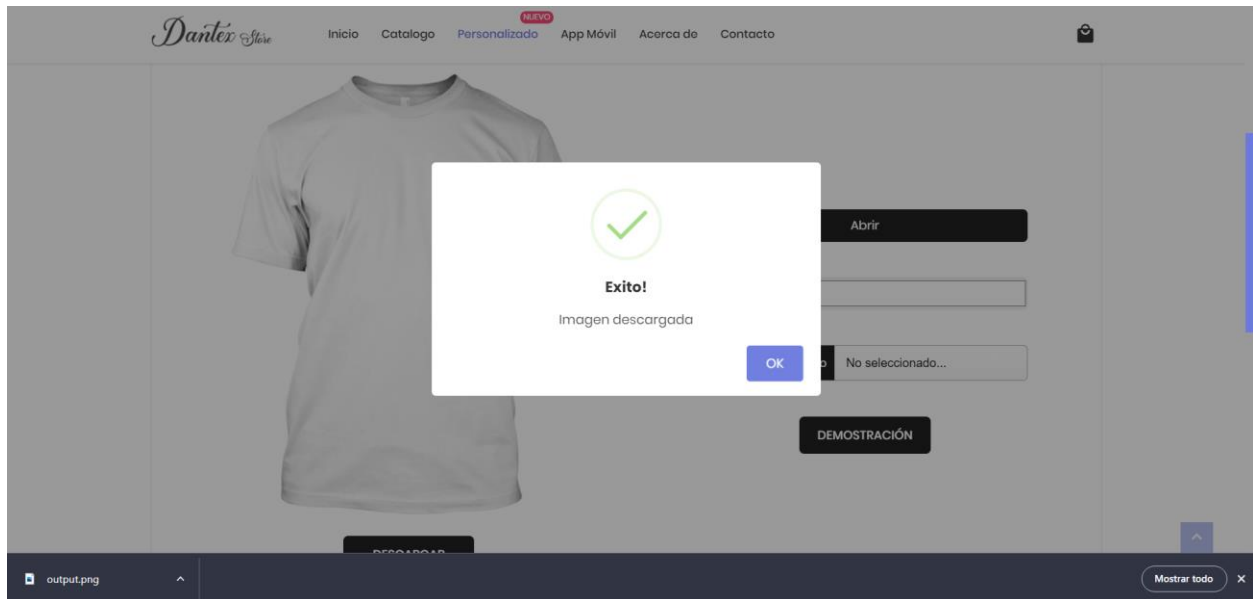 NUEVO
Dantex Store
Inicio Catalogo Personalizado App Móvil Acerca de Contacto
Abrir
Exito!
Imagen descargada
OK
No seleccionado...
DEMOSTRACIÓN
DESCARGAR
output.png
Mostrar todo